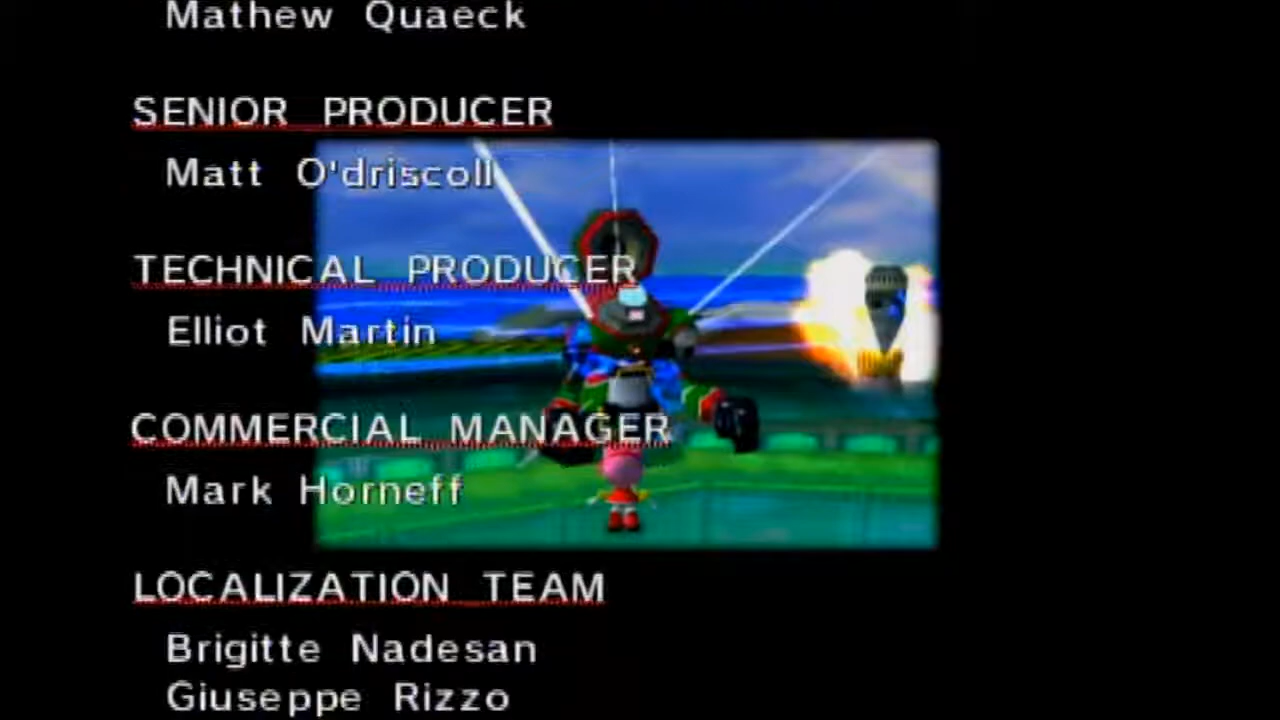 Mathew Quaeck
SENIOR PRODUCER
Matt O'driscoll
TECHNICAL PRODUCER
Elliot Martin
COMMERCIAL MANAGER
Mark Horneff
LOCALIZATION TEAM
Brigitte Nadesan
Giuseppe Rizzo